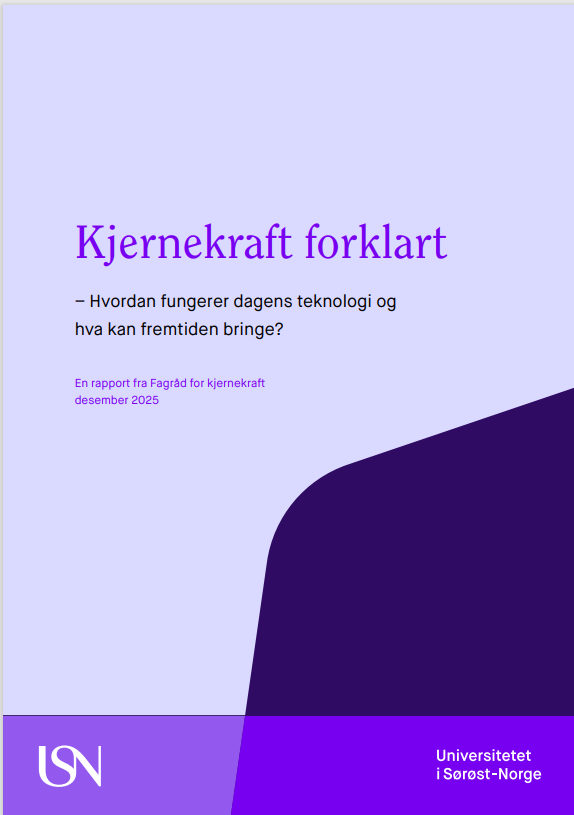 Kjernekraft forklart
– Hvordan fungerer dagens teknologi og
hva kan fremtiden bringe?
En rapport fra Fagråd for kjernekraft
desember 2025
USN
Universitetet
i Sørøst-Norge